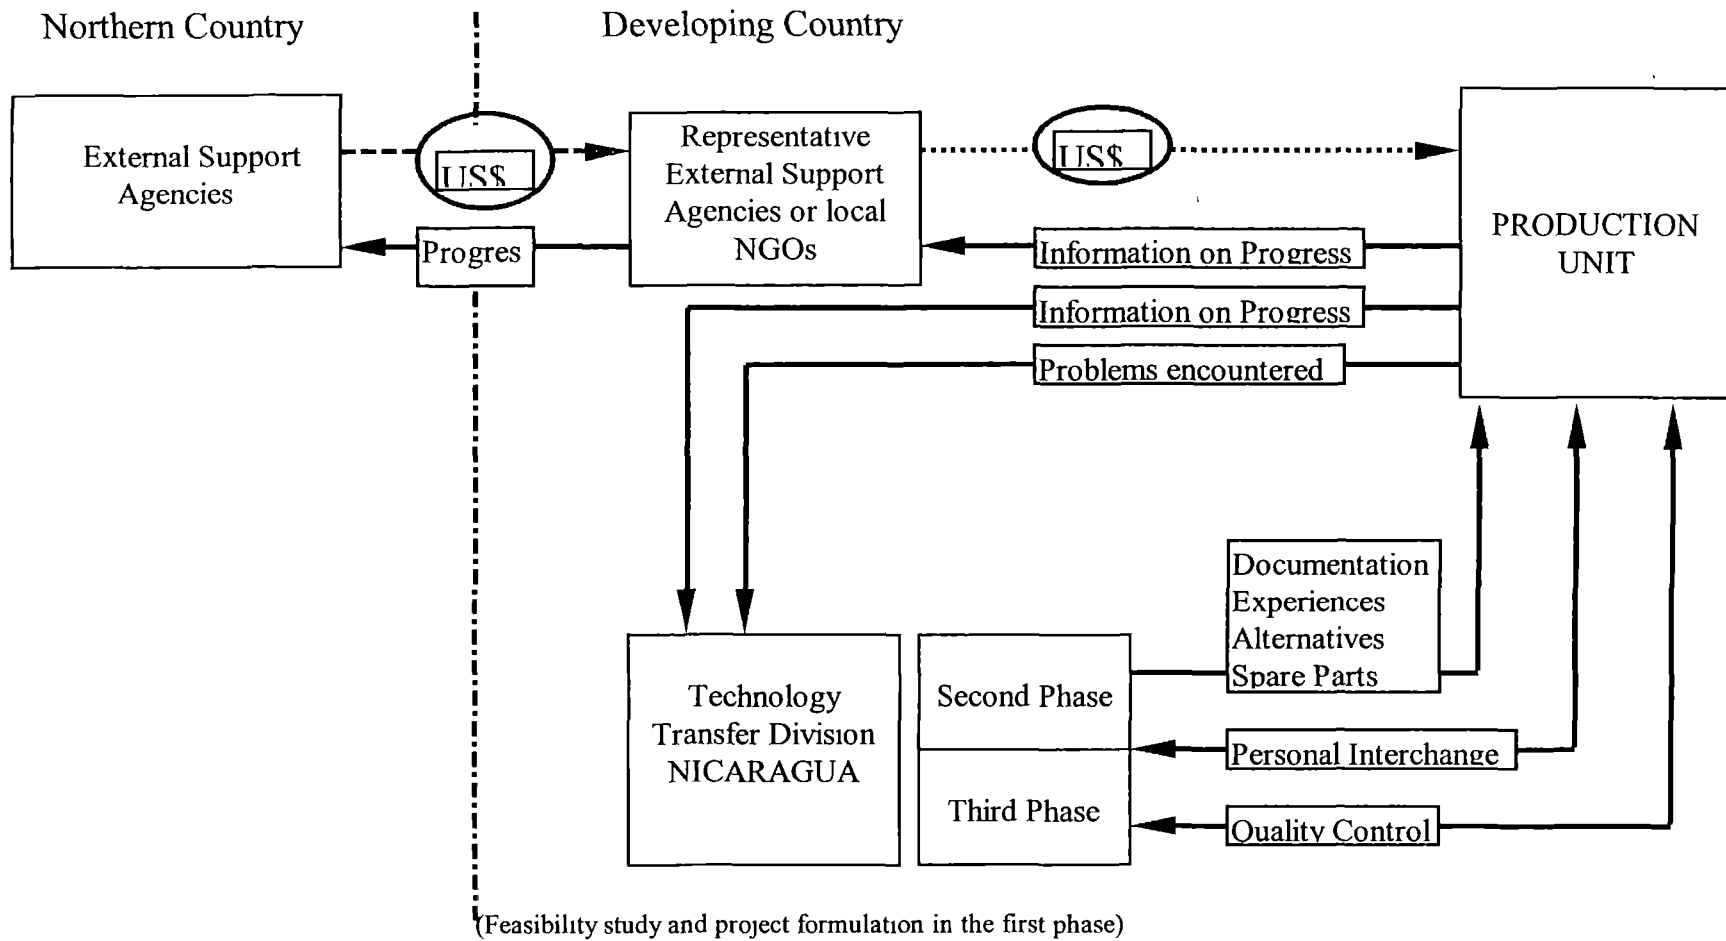 Northern Country
Developing Country
External Support
Agencies
US$
Representative
External Support
Agencies or local
NGOs
US$
PRODUCTION
UNIT
Progres
Information on Progress
Information on Progress
Problems encountered
Documentation
Experiences
Alternatives
Spare Parts
Technology
Transfer Division
NICARAGUA
Second Phase
Personal Interchange
Third Phase
Quality Control
(Feasibility study and project formulation in the first phase)